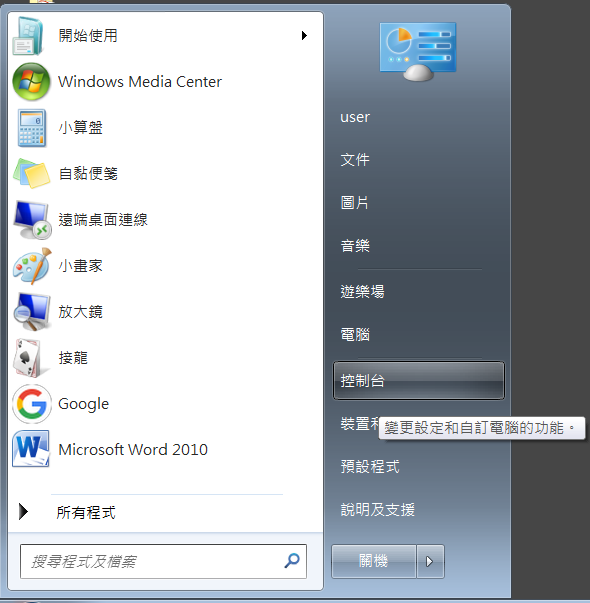 開始使用
Windows Media Center
小算盤
自黏便箋
遠端桌面連線
小畫家
放大鏡
接龍
Google
Microsoft Word 2010
所有程式
搜尋程式及檔案
user
文件
圖片
音樂
遊樂場
電腦
控制台
裝置和
變更設定和自訂電腦的功能。
預設程式
說明及支援
關機